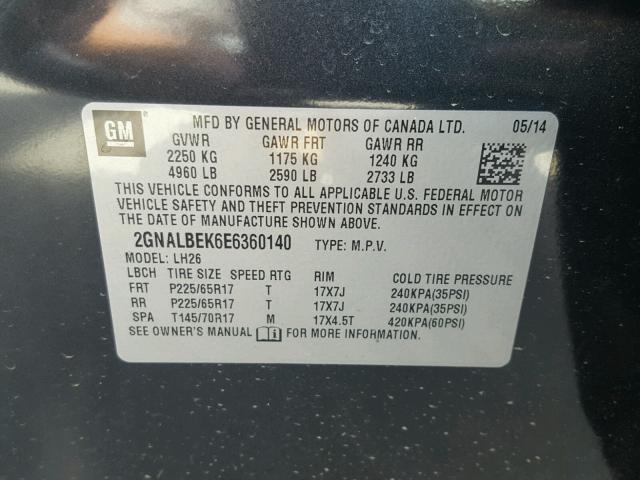 GM
MFD BY GENERAL MOTORS OF CANADA LTD. 05/14
GVWR GAWR FRT GAWR RR
2250 KG 1175 KG 1240 KG
4960 LB 2590 LB 2733 LB
THIS VEHICLE CONFORMS TO ALL APPLICABLE U.S. FEDERAL MOTOR
VEHICLE SAFETY AND THEFT PREVENTION STANDARDS IN EFFECT ON
THE DATE OF MANUFACTURE SHOWN ABOVE.
2GNALBEK6E6360140 TYPE: M.P.V.
MODEL: LH26
LBCH TIRE SIZE SPEED RTG RIM COLD TIRE PRESSURE
FRT P225/65R17 T 17X7J 240KPA(35PSI)
RR P225/65R17 T 17X7J 240KPA(35PSI)
SPA T145/70R17 M 17X4.5T 420KPA(60PSI)
SEE OWNER'S MANUAL FOR MORE INFORMATION.